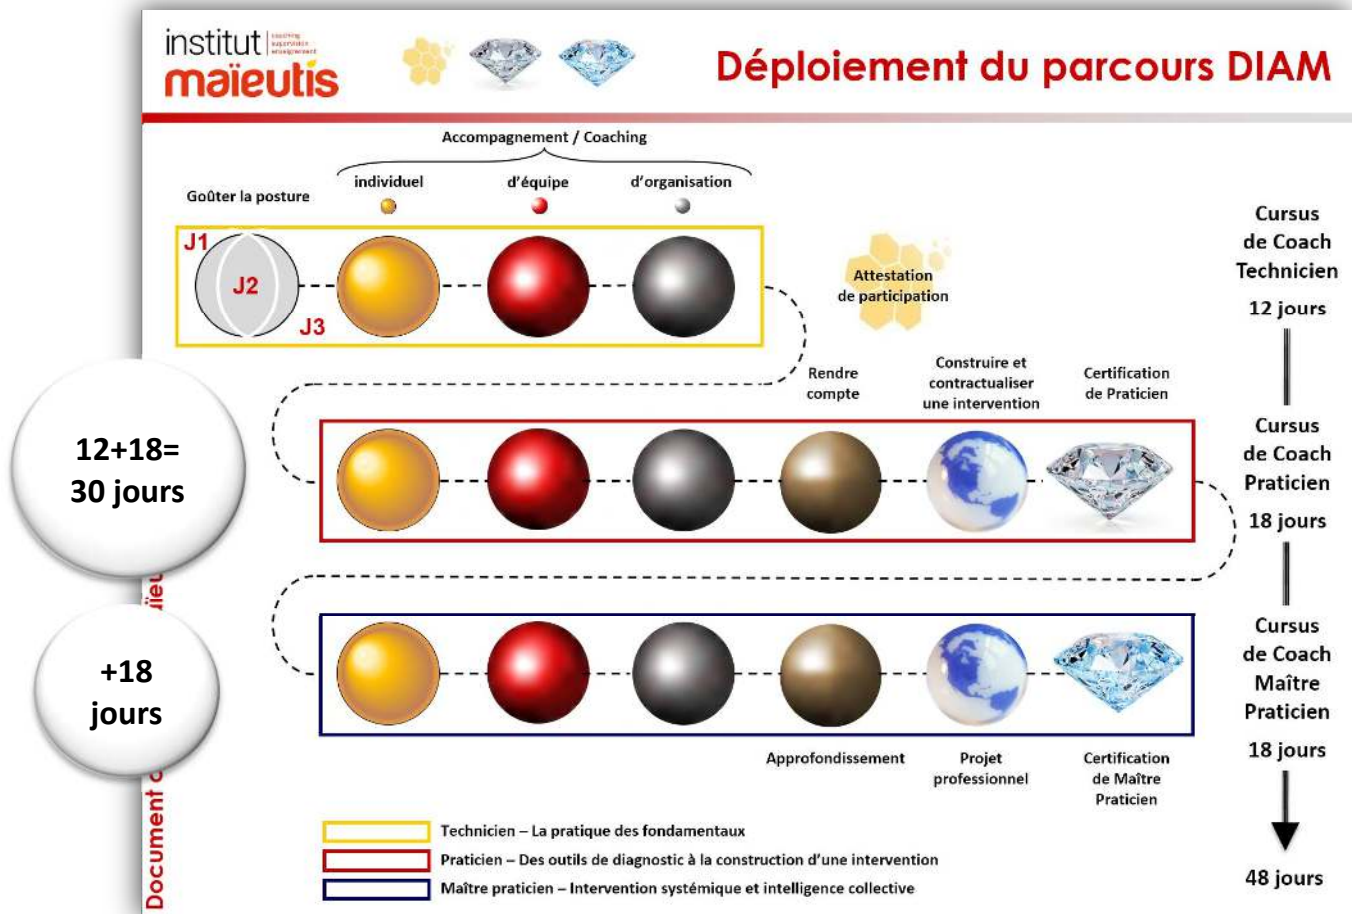 institut
coaching
supervision
enseignement
maïeutis
Déploiement du parcours DIAM
Accompagnement / Coaching
individuel
d'équipe
d'organisation
Goûter la posture
J1
J2
J3
Attestation
de participation
Cursus
de Coach
Technicien
12 jours
Rendre
compte
Construire et
contractualiser
une intervention
Certification
de Praticien
12+18=
30 jours
Cursus
de Coach
Praticien
18 jours
+18
jours
Cursus
de Coach
Maître
Praticien
18 jours
Approfondissement
Projet
professionnel
Certification
de Maître
Praticien
48 jours
Technicien – La pratique des fondamentaux
Praticien – Des outils de diagnostic à la construction d'une intervention
Maître praticien – Intervention systémique et intelligence collective
Document